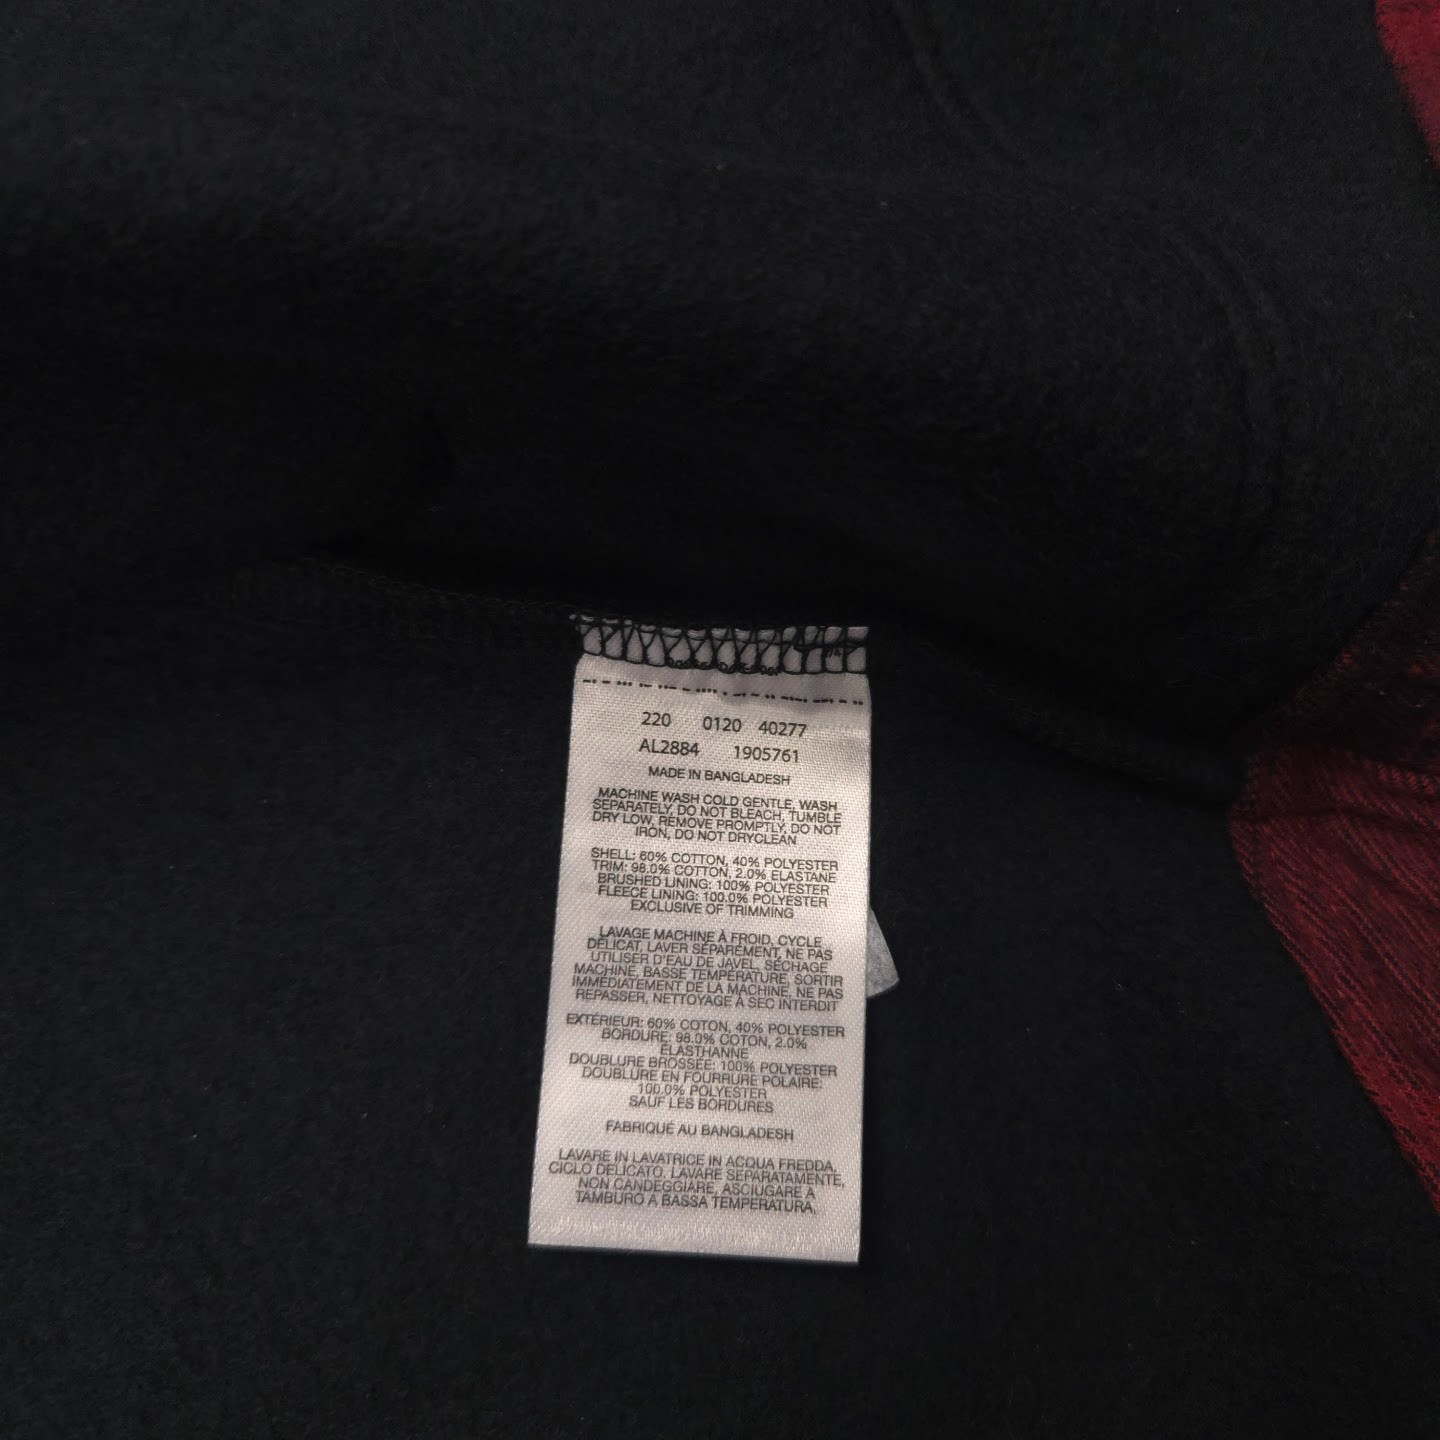 220 0120 40277
AL2884 1905761
MADE IN BANGLADESH
MACHINE WASH COLD GENTLE, WASH
SEPARATELY, DO NOT BLEACH, TUMBLE
DRY LOW, REMOVE PROMPTLY, DO NOT
IRON, DO NOT DRYCLEAN
SHELL: 60% COTTON, 40% POLYESTER
TRIM: 98.0% COTTON, 2.0% ELASTANE
BRUSHED LINING: 100% POLYESTER
FLEECE LINING: 100.0% POLYESTER
EXCLUSIVE OF TRIMMING
LAVAGE MACHINE À FROID, CYCLE
DÉLICAT, LAVER SÉPARÉMENT, NE PAS
UTILISER D'EAU DE JAVEL, SÉCHAGE
MACHINE, BASSE TEMPÉRATURE, SORTIR
IMMÉDIATEMENT DE LA MACHINE, NE PAS
REPASSER, NETTOYAGE À SEC INTERDIT
EXTÉRIEUR: 60% COTON, 40% POLYESTER
BORDURE: 98.0% COTON, 2.0%
ÉLASTHANNE
DOUBLURE BROSSÉE: 100% POLYESTER
DOUBLURE EN FOURRURE POLAIRE:
100.0% POLYESTER
SAUF LES BORDURES
FABRIQUÉ AU BANGLADESH
LAVARE IN LAVATRICE IN ACQUA FREDDA,
CICLO DELICATO, LAVARE SEPARATAMENTE,
NON CANDEGGIARE, ASCIUGARE A
TAMBURO A BASSA TEMPERATURA,